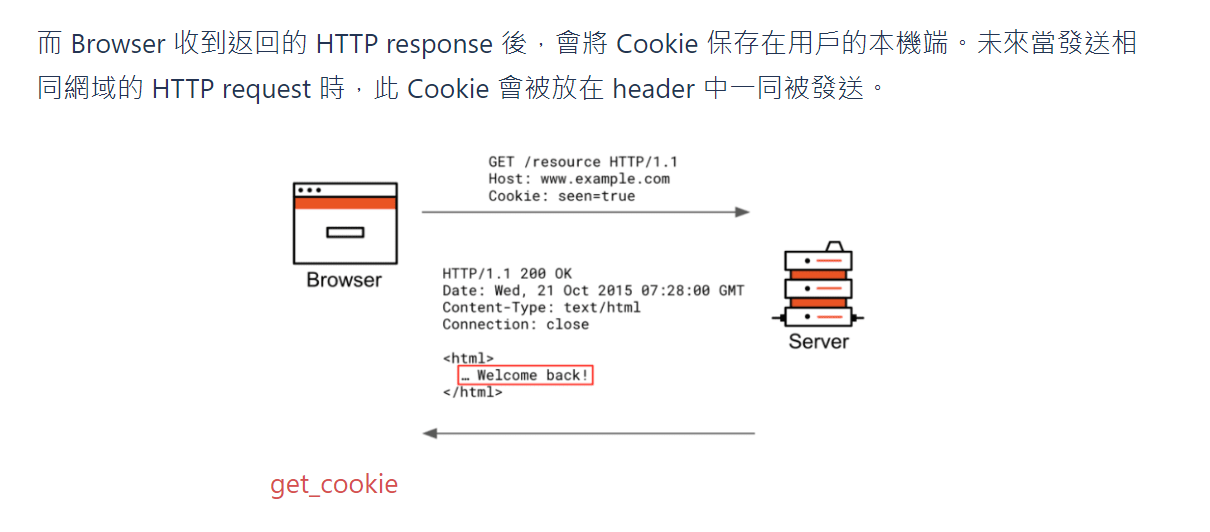 而 Browser 收到返回的 HTTP response 後，會將 Cookie 保存在用戶的本機端。未來當發送相
同網域的 HTTP request 時，此 Cookie 會被放在 header 中一同被發送。
GET /resource HTTP/1.1
Host: www.example.com
Cookie: seen=true
Browser
HTTP/1.1 200 OK
Date: Wed, 21 Oct 2015 07:28:00 GMT
Content-Type: text/html
Connection: close
<html>
… Welcome back!
</html>
Server
get_cookie